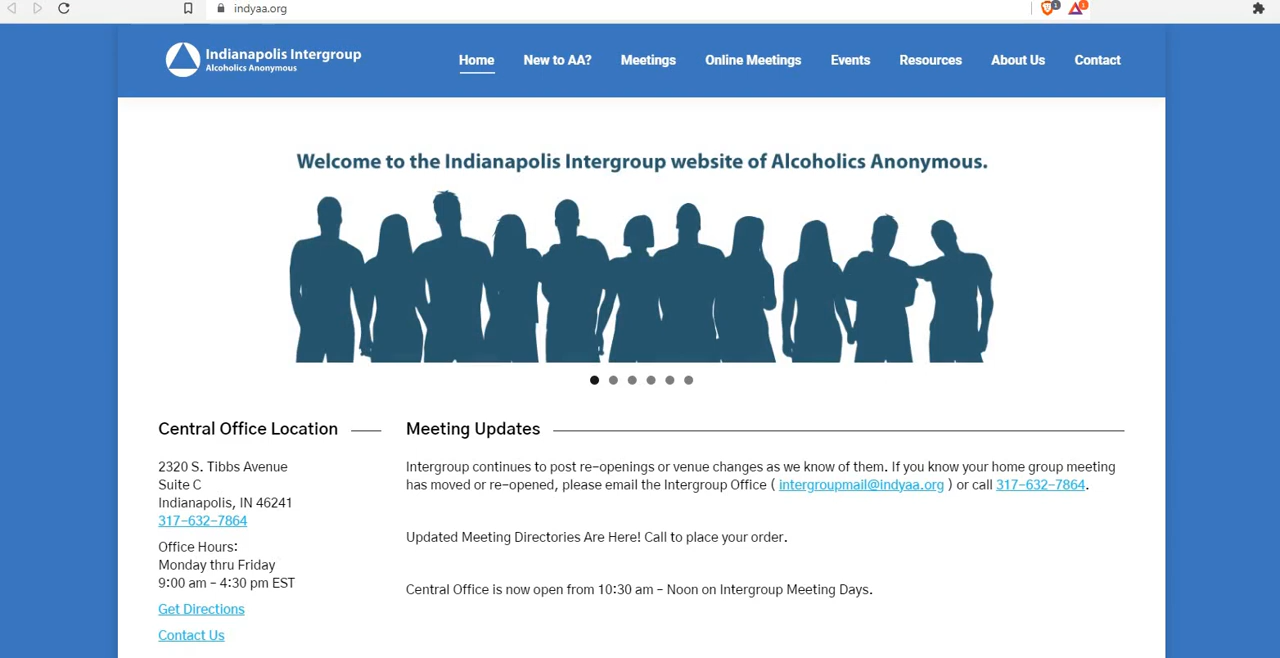 indyaa.org
1
1
Indianapolis Intergroup
Alcoholics Anonymous
Home New to AA? Meetings Online Meetings Events Resources About Us Contact
Welcome to the Indianapolis Intergroup website of Alcoholics Anonymous.
Central Office Location
2320 S. Tibbs Avenue
Suite C
Indianapolis, IN 46241
317-632-7864
Office Hours:
Monday thru Friday
9:00 am – 4:30 pm EST
Get Directions
Contact Us
Meeting Updates
Intergroup continues to post re-openings or venue changes as we know of them. If you know your home group meeting
has moved or re-opened, please email the Intergroup Office ( intergroupmail@indyaa.org ) or call 317-632-7864.
Updated Meeting Directories Are Here! Call to place your order.
Central Office is now open from 10:30 am – Noon on Intergroup Meeting Days.